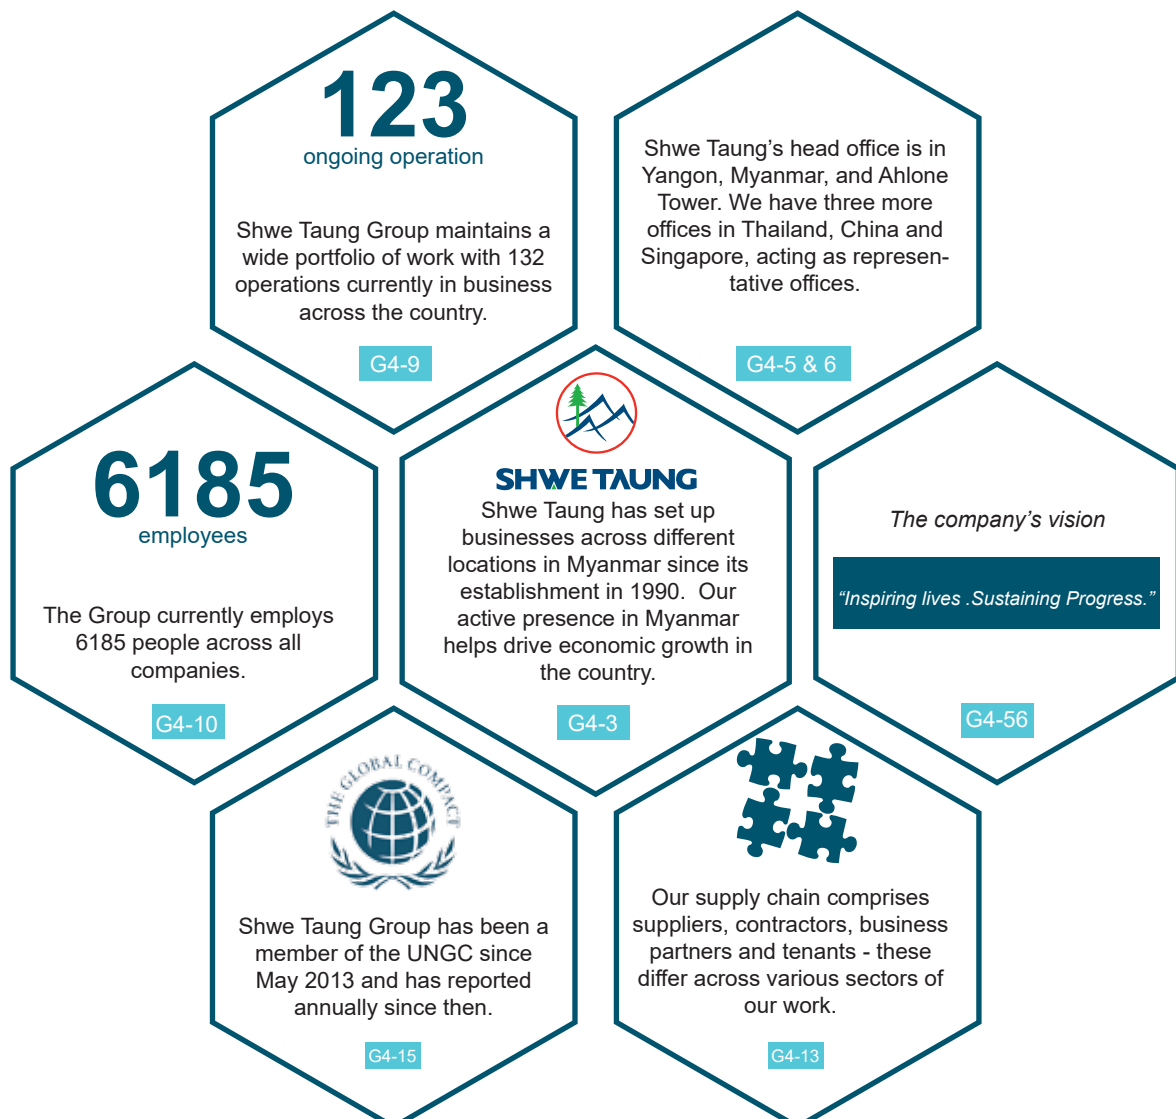 123
ongoing operation
Shwe Taung Group maintains a
wide portfolio of work with 132
operations currently in business
across the country.
G4-9
Shwe Taung’s head office is in
Yangon, Myanmar, and Ahlone
Tower. We have three more
offices in Thailand, China and
Singapore, acting as represen-
tative offices.
G4-5 & 6
6185
employees
The Group currently employs
6185 people across all
companies.
G4-10
SHWE TAUNG
Shwe Taung has set up
businesses across different
locations in Myanmar since its
establishment in 1990.  Our
active presence in Myanmar
helps drive economic growth in
the country.
G4-3
The company’s vision
“Inspiring lives .Sustaining Progress.”
G4-56
THE GLOBAL COMPACT
Shwe Taung Group has been a
member of the UNGC since
May 2013 and has reported
annually since then.
G4-15
Our supply chain comprises
suppliers, contractors, business
partners and tenants - these
differ across various sectors of
our work.
G4-13